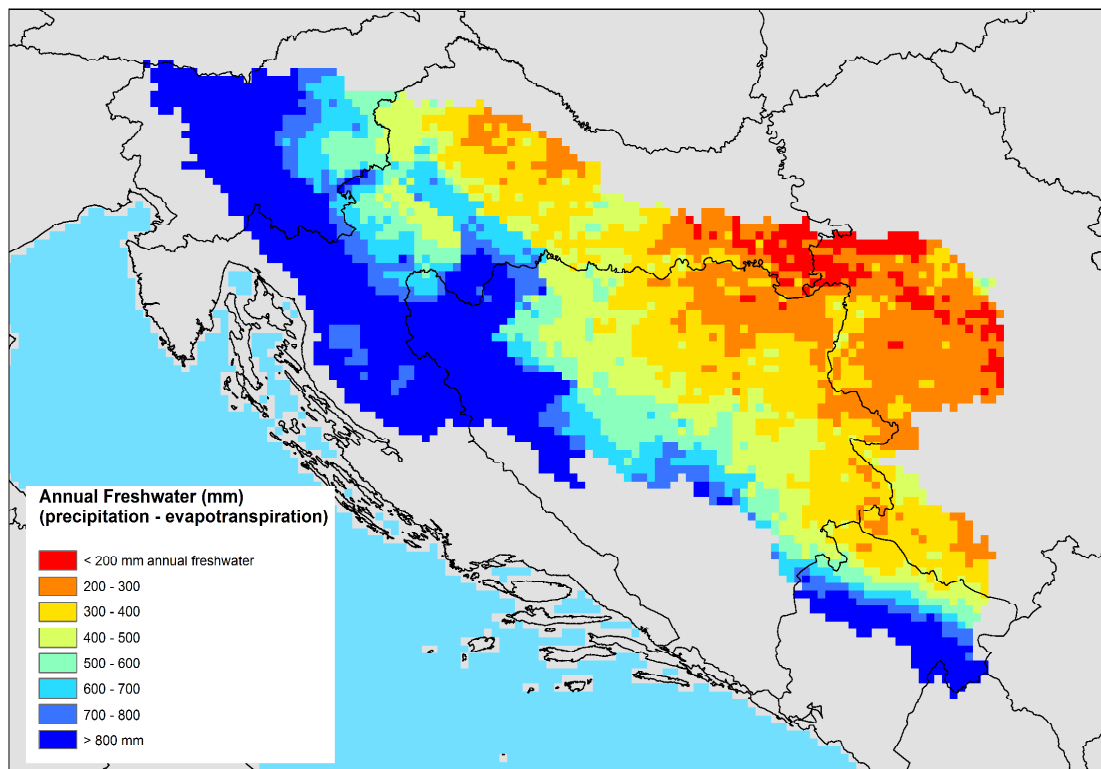 Annual Freshwater (mm)
(precipitation - evapotranspiration)
< 200 mm annual freshwater
200 - 300
300 - 400
400 - 500
500 - 600
600 - 700
700 - 800
> 800 mm